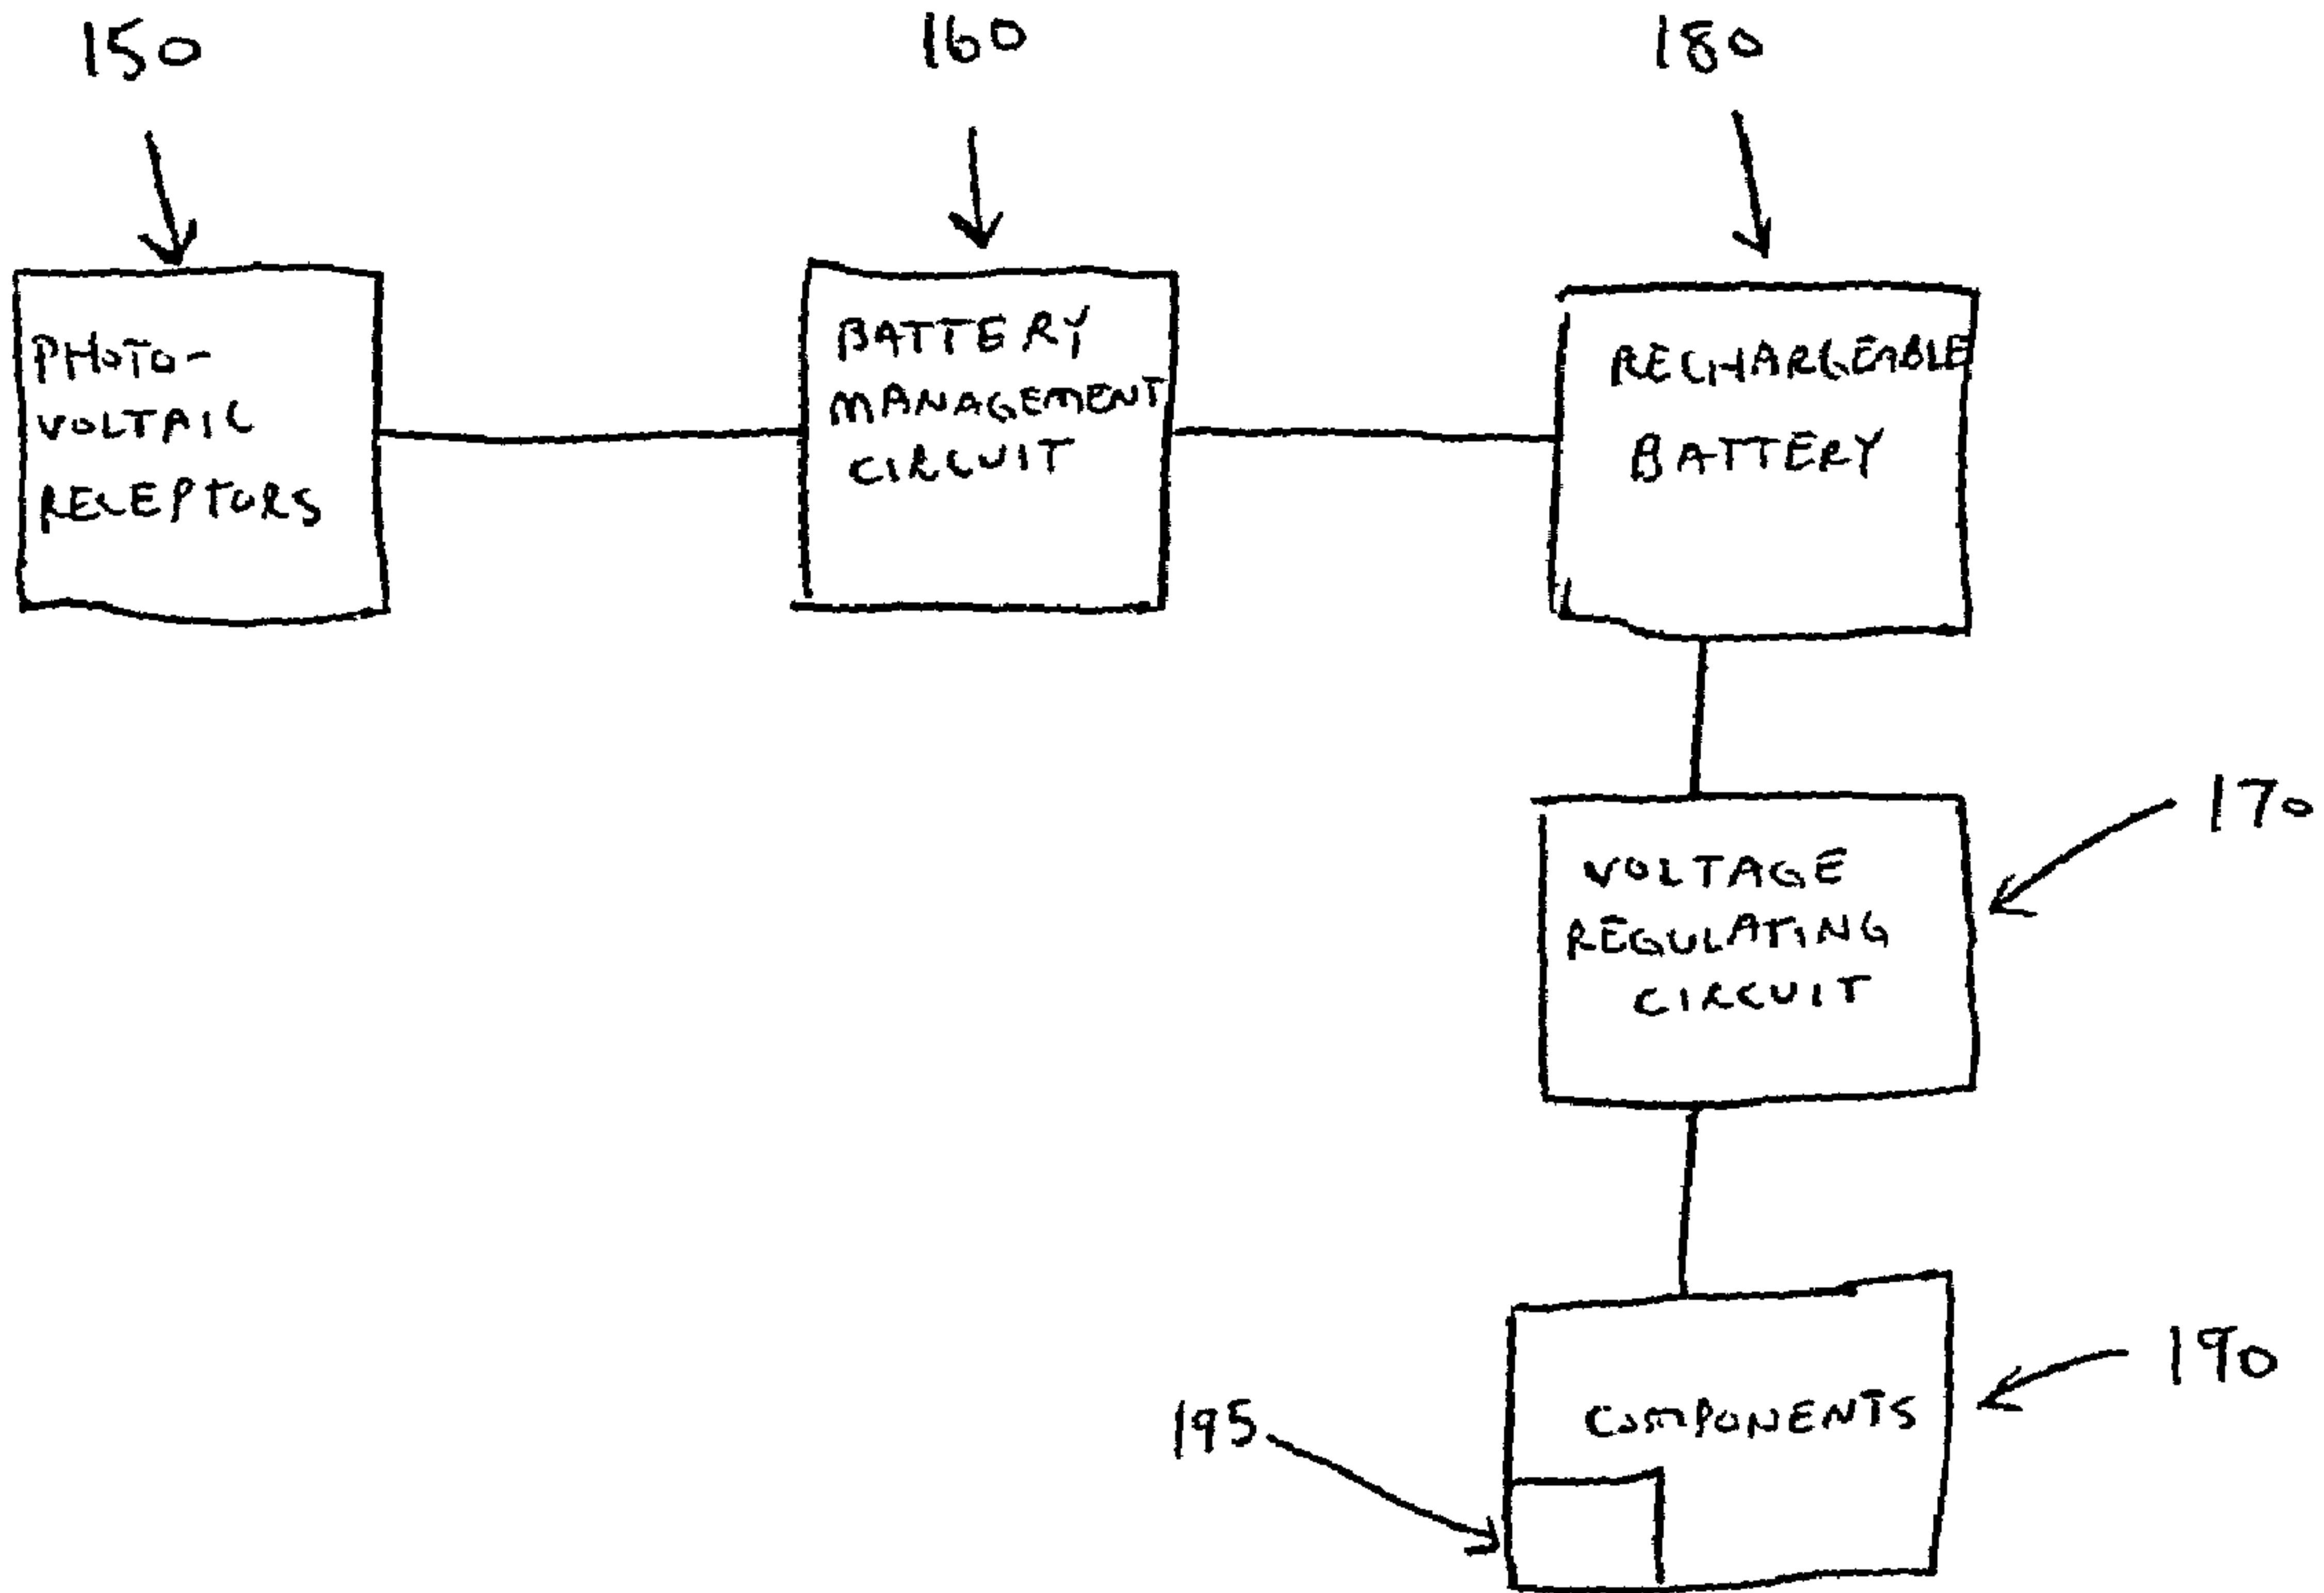 150
160
180
PHOTO-
VOLTAIC
RECEPTORS
BATTERY
MANAGEMENT
CIRCUIT
RECHARGEABLE
BATTERY
170
VOLTAGE
REGULATING
CIRCUIT
190
COMPONENTS
195